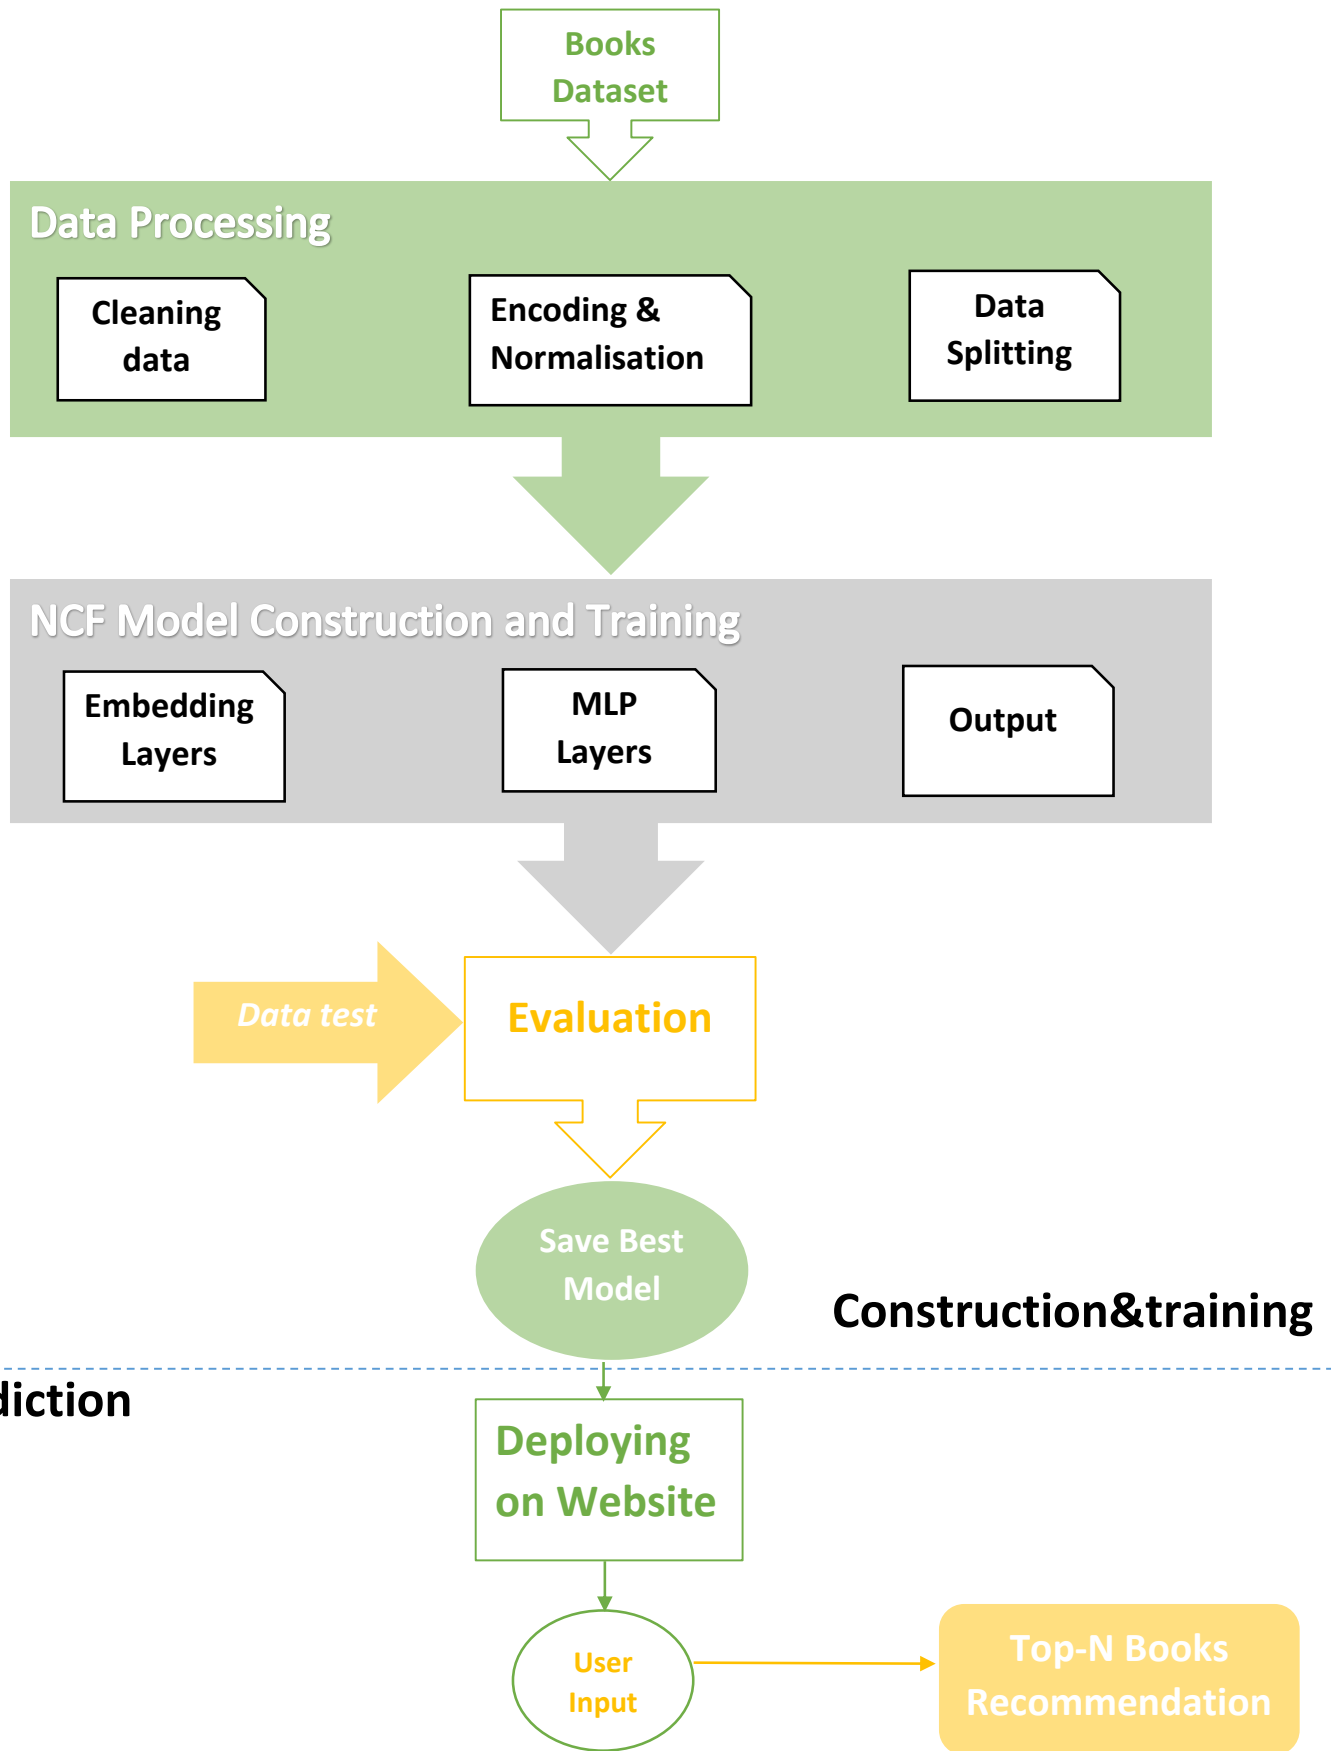 Books
Dataset
Data Processing
Cleaning
data
Encoding &
Normalisation
Data
Splitting
NCF Model Construction and Training
Embedding
Layers
MLP
Layers
Output
Data test
Evaluation
Save Best
Model
Construction&training
diction
Deploying
on Website
User
Input
Top-N Books
Recommendation